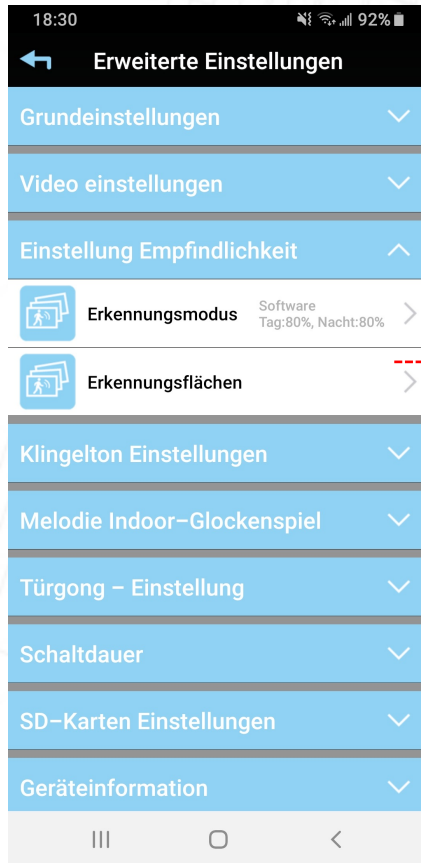 18:30 92%
Erweiterte Einstellungen
Grundeinstellungen
Video einstellungen
Einstellung Empfindlichkeit
Erkennungsmodus Software
Tag:80%, Nacht:80%
Erkennungsflächen
Klingelton Einstellungen
Melodie Indoor-Glockenspiel
Türgong - Einstellung
Schaltdauer
SD-Karten Einstellungen
Geräteinformation